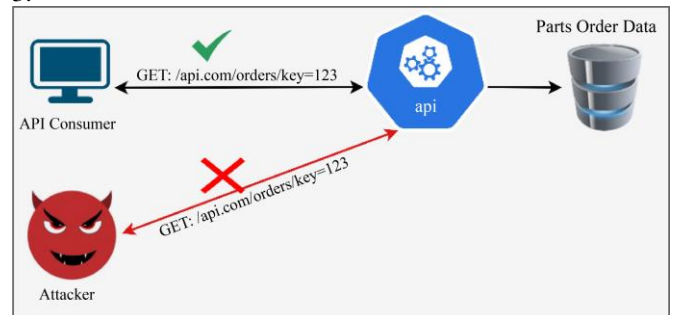 Parts Order Data
GET: /api.com/orders/key=123
api
API Consumer
GET: /api.com/orders/key=123
Attacker